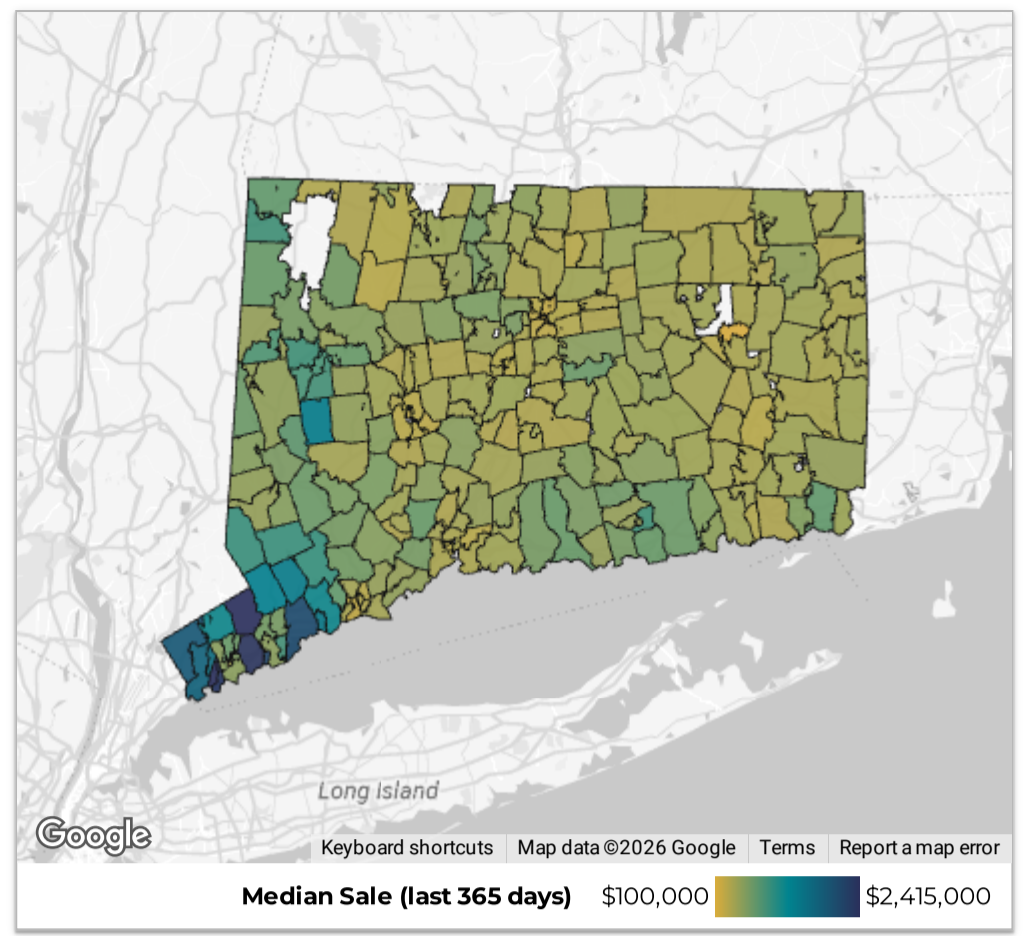 Long Island
Google
Keyboard shortcuts
Map data ©2026 Google
Terms
Report a map error
Median Sale (last 365 days)
$100,000
$2,415,000